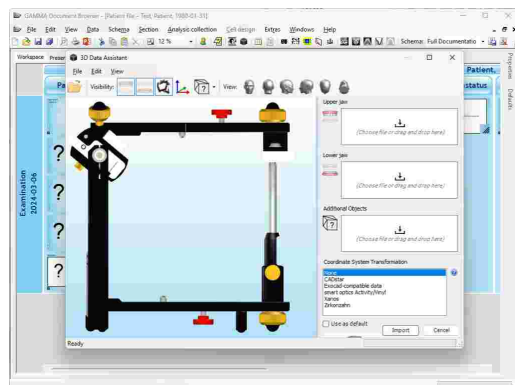 GAMMA Document Browser - [Patient file - Test, Patient, 1988-03-31]
File Edit View Data Schema Section Analysis collection Cell design Extras Windows Help
12 % Schema: Full Documentatio
Workspace Presen
Patient,
Pa
status
Properties
Defaults
Examination
2024-03-06
?
?
?
?
3D Data Assistant
File Edit View
Visibility:
View:
Upper jaw
(Choose file or drag and drop here)
Lower jaw
(Choose file or drag and drop here)
Additional Objects
(Choose file or drag and drop here)
Coordinate System Transformation
None
CADstar
Exocad-compatible data
smart optics Activity/Vinyl
Xanos
Zirkonzahn
Use as default
Import Cancel
Ready